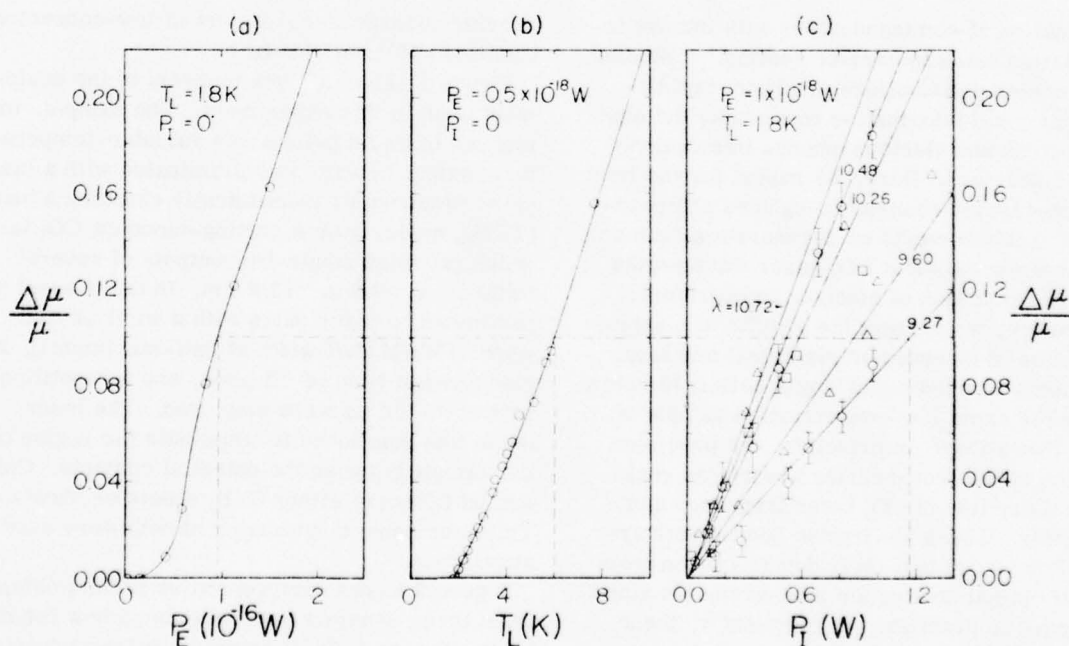 (a) (b) (c)
T_L = 1.8 K
P_I = 0
P_E = 0.5 x 10^-18 W
P_I = 0
P_E = 1 x 10^-18 W
T_L = 1.8 K
0.20
0.16
0.12
0.08
0.04
0.00
Δμ/μ
0 1 2
P_E (10^-16 W)
0 4 8
T_L (K)
λ = 10.72
10.48
10.26
9.60
9.27
0 0.6 1.2
P_I (W)
0.20
0.16
0.12
0.08
0.04
0.00
Δμ/μ